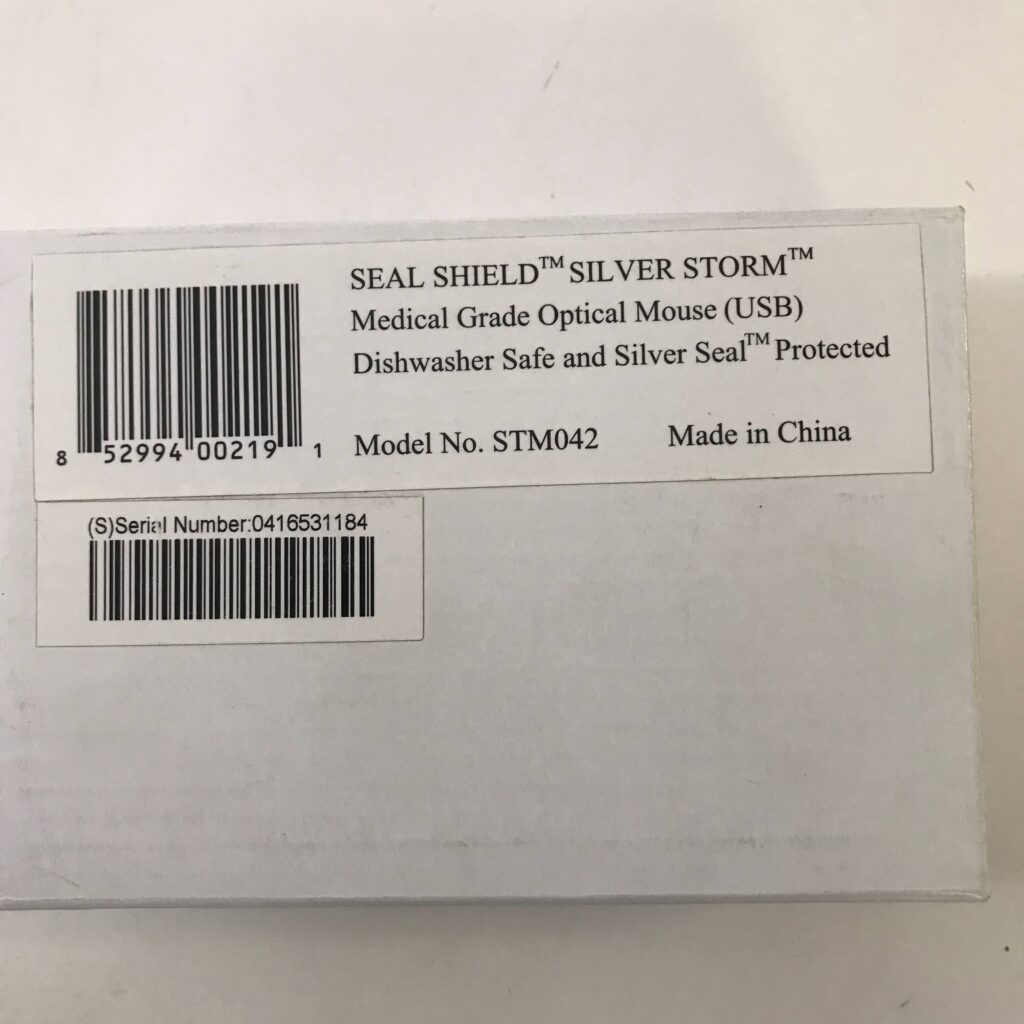 SEAL SHIELD™ SILVER STORM™
Medical Grade Optical Mouse (USB)
Dishwasher Safe and Silver Seal™ Protected
Model No. STM042 Made in China
8 52994 00219 1
(S)Serial Number:0416531184